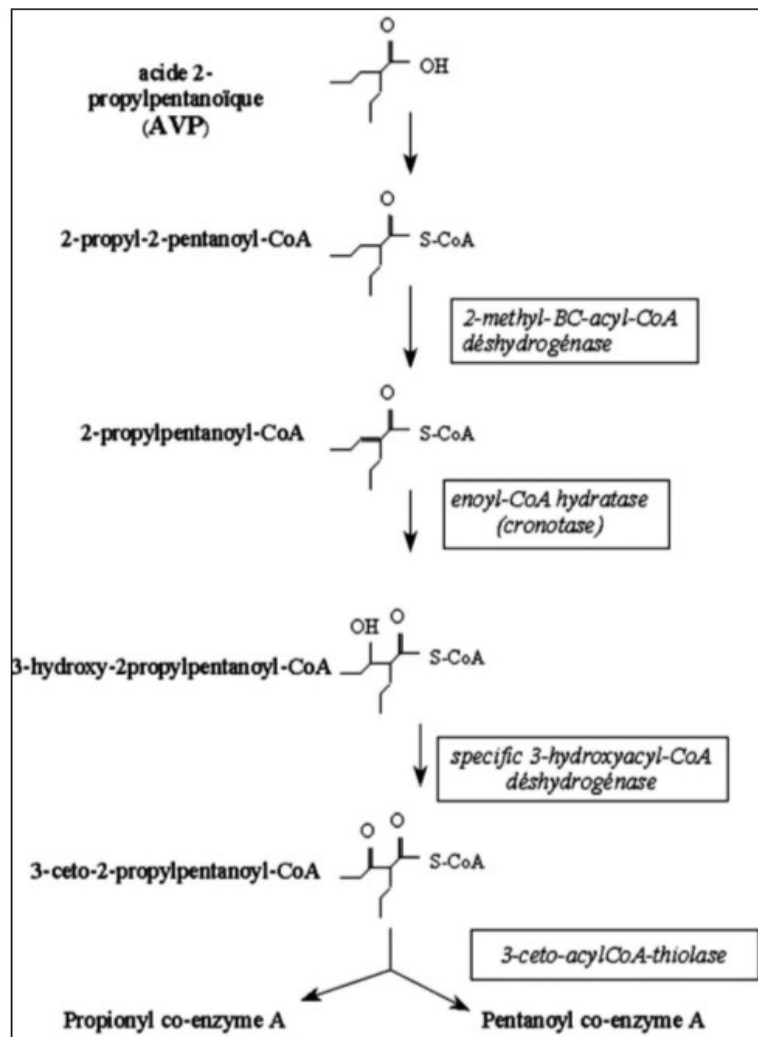 O
OH
acide 2-
propylpentanoïque
(AVP)
O
2-propyl-2-pentanoyl-CoA
S-CoA
2-methyl-BC-acyl-CoA
déshydrogénase
O
2-propylpentanoyl-CoA
S-CoA
enoyl-CoA hydratase
(cronotase)
OH
O
3-hydroxy-2propylpentanoyl-CoA
S-CoA
specific 3-hydroxyacyl-CoA
déshydrogénase
O
O
3-ceto-2-propylpentanoyl-CoA
S-CoA
3-ceto-acylCoA-thiolase
Propionyl co-enzyme A
Pentanoyl co-enzyme A